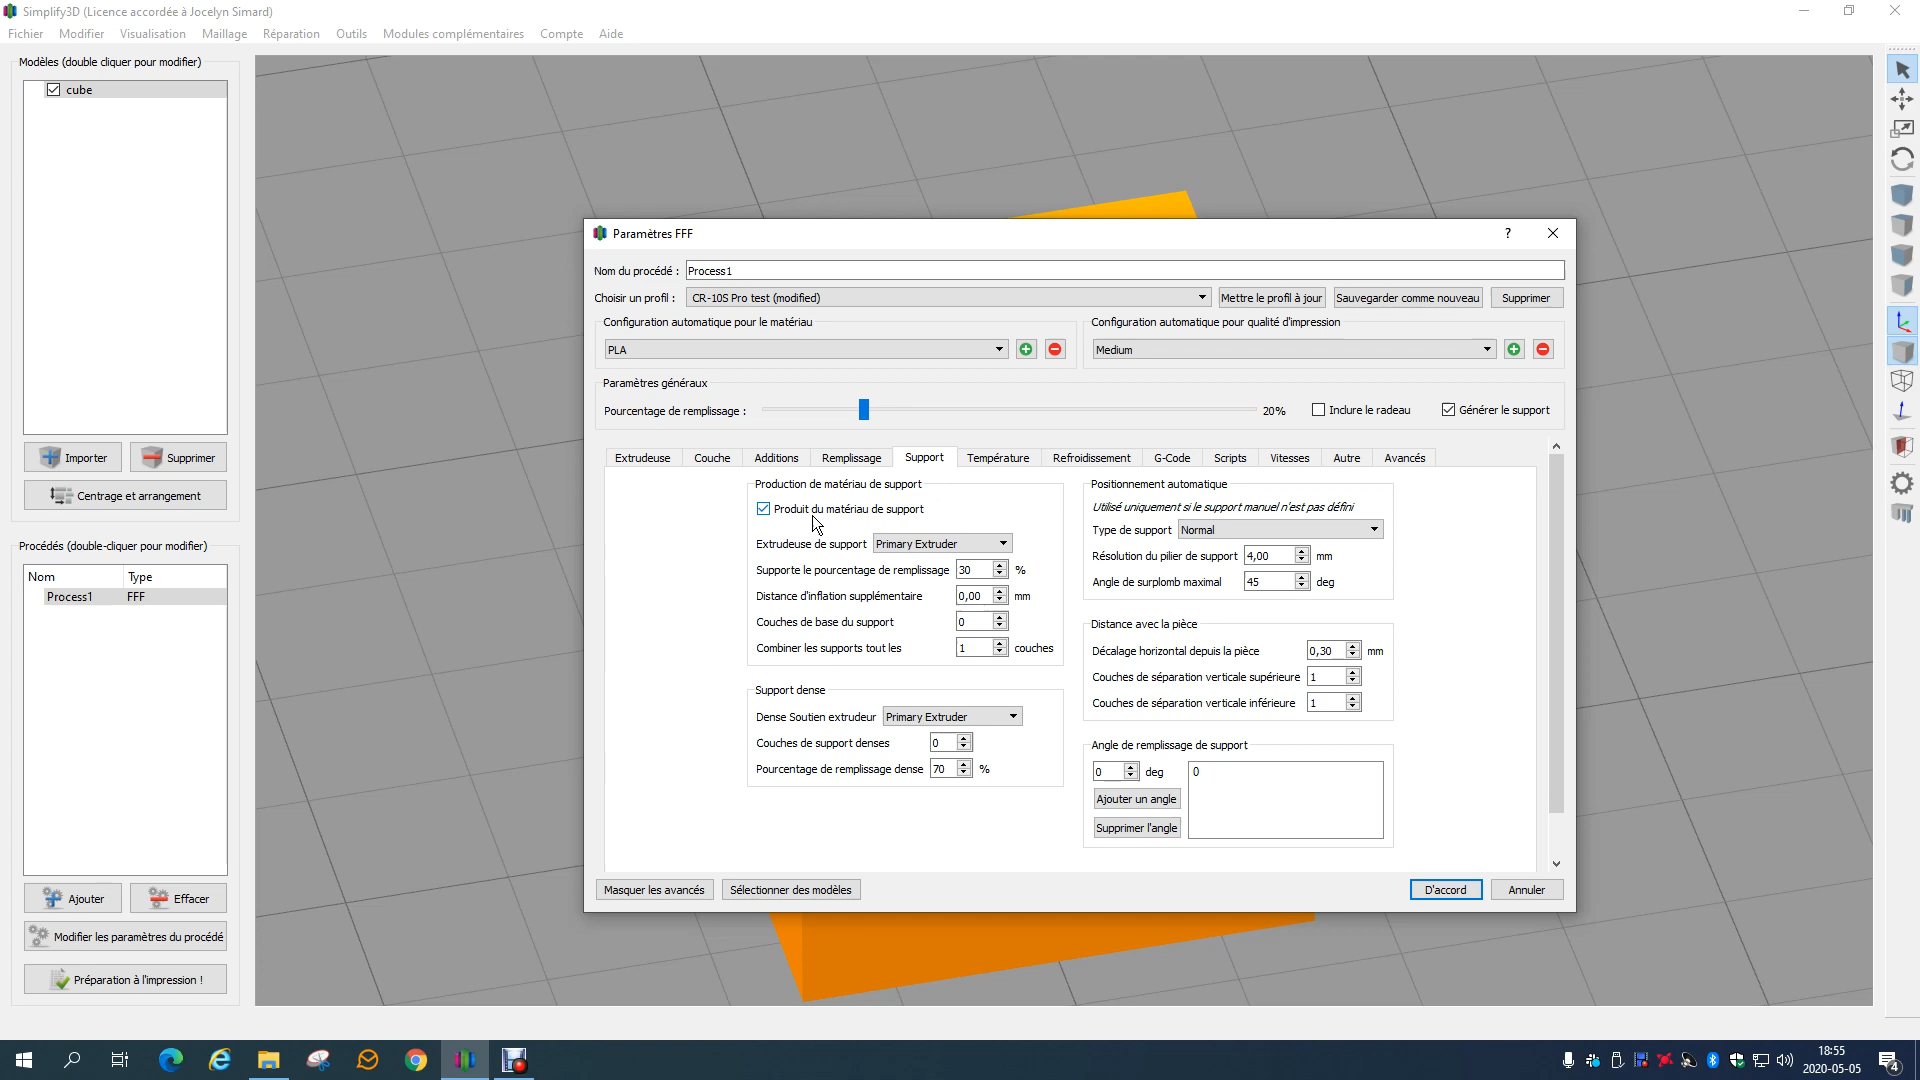 Simplify3D (Licence accordée à Jocelyn Simard)
Fichier Modifier Visualisation Maillage Réparation Outils Modules complémentaires Compte Aide
Modèles (double cliquer pour modifier)
cube
Importer Supprimer
Centrage et arrangement
Procédés (double-cliquer pour modifier)
Nom Type
Process1 FFF
Ajouter Effacer
Modifier les paramètres du procédé
Préparation à l'impression !
Paramètres FFF
Nom du procédé : Process1
Choisir un profil : CR-10S Pro test (modified) Mettre le profil à jour Sauvegarder comme nouveau Supprimer
Configuration automatique pour le matériau
PLA
Configuration automatique pour qualité d'impression
Medium
Paramètres généraux
Pourcentage de remplissage : 20% Inclure le radeau Générer le support
Extrudeuse Couche Additions Remplissage Support Température Refroidissement G-Code Scripts Vitesses Autre Avancés
Production de matériau de support
Produit du matériau de support
Extrudeuse de support Primary Extruder
Supporte le pourcentage de remplissage 30 %
Distance d'inflation supplémentaire 0,00 mm
Couches de base du support 0
Combiner les supports tout les 1 couches
Support dense
Dense Soutien extrudeur Primary Extruder
Couches de support denses 0
Pourcentage de remplissage dense 70 %
Positionnement automatique
Utilisé uniquement si le support manuel n'est pas défini
Type de support Normal
Résolution du pilier de support 4,00 mm
Angle de surplomb maximal 45 deg
Distance avec la pièce
Décalage horizontal depuis la pièce 0,30 mm
Couches de séparation verticale supérieure 1
Couches de séparation verticale inférieure 1
Angle de remplissage de support
0 deg 0
Ajouter un angle
Supprimer l'angle
Masquer les avancés Sélectionner des modèles D'accord Annuler
18:55
2020-05-05
4